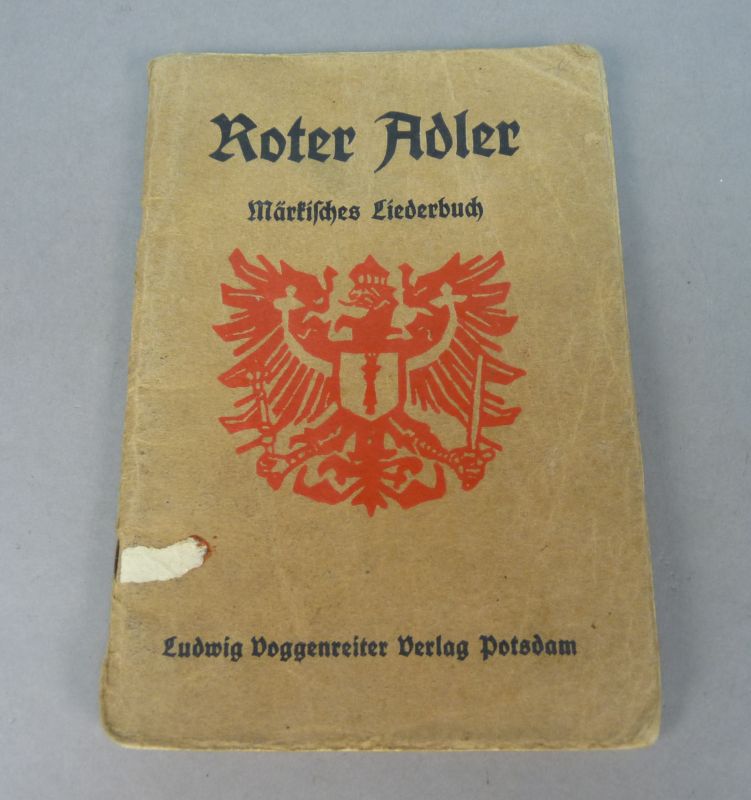 Roter Adler
Märkiſches Liederbuch
Ludwig Voggenreiter Verlag Potsdam